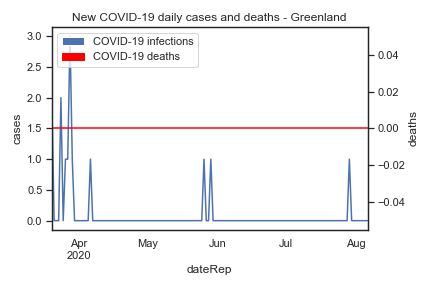 New COVID-19 daily cases and deaths - Greenland
COVID-19 infections
COVID-19 deaths
3.0
2.5
2.0
1.5
1.0
0.5
0.0
cases
0.04
0.02
0.00
−0.02
−0.04
deaths
Apr
2020
May
Jun
Jul
Aug
dateRep